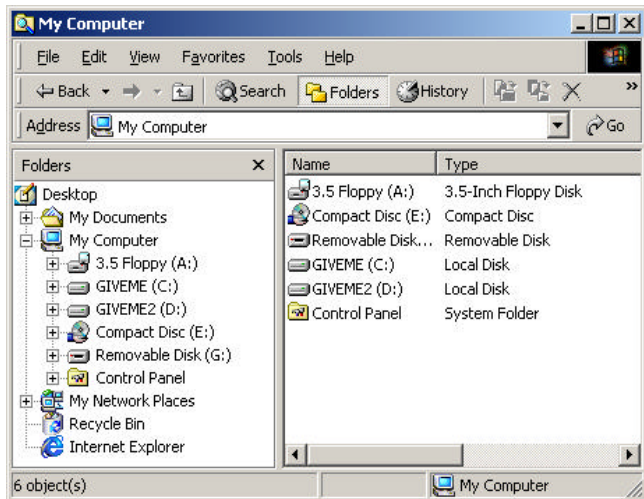 My Computer
File Edit View Favorites Tools Help
Back Search Folders History »
Address My Computer Go
Folders
Desktop
My Documents
My Computer
3.5 Floppy (A:)
GIVEME (C:)
GIVEME2 (D:)
Compact Disc (E:)
Removable Disk (G:)
Control Panel
My Network Places
Recycle Bin
Internet Explorer
Name Type
3.5 Floppy (A:) 3.5-Inch Floppy Disk
Compact Disc (E:) Compact Disc
Removable Disk... Removable Disk
GIVEME (C:) Local Disk
GIVEME2 (D:) Local Disk
Control Panel System Folder
6 object(s) My Computer